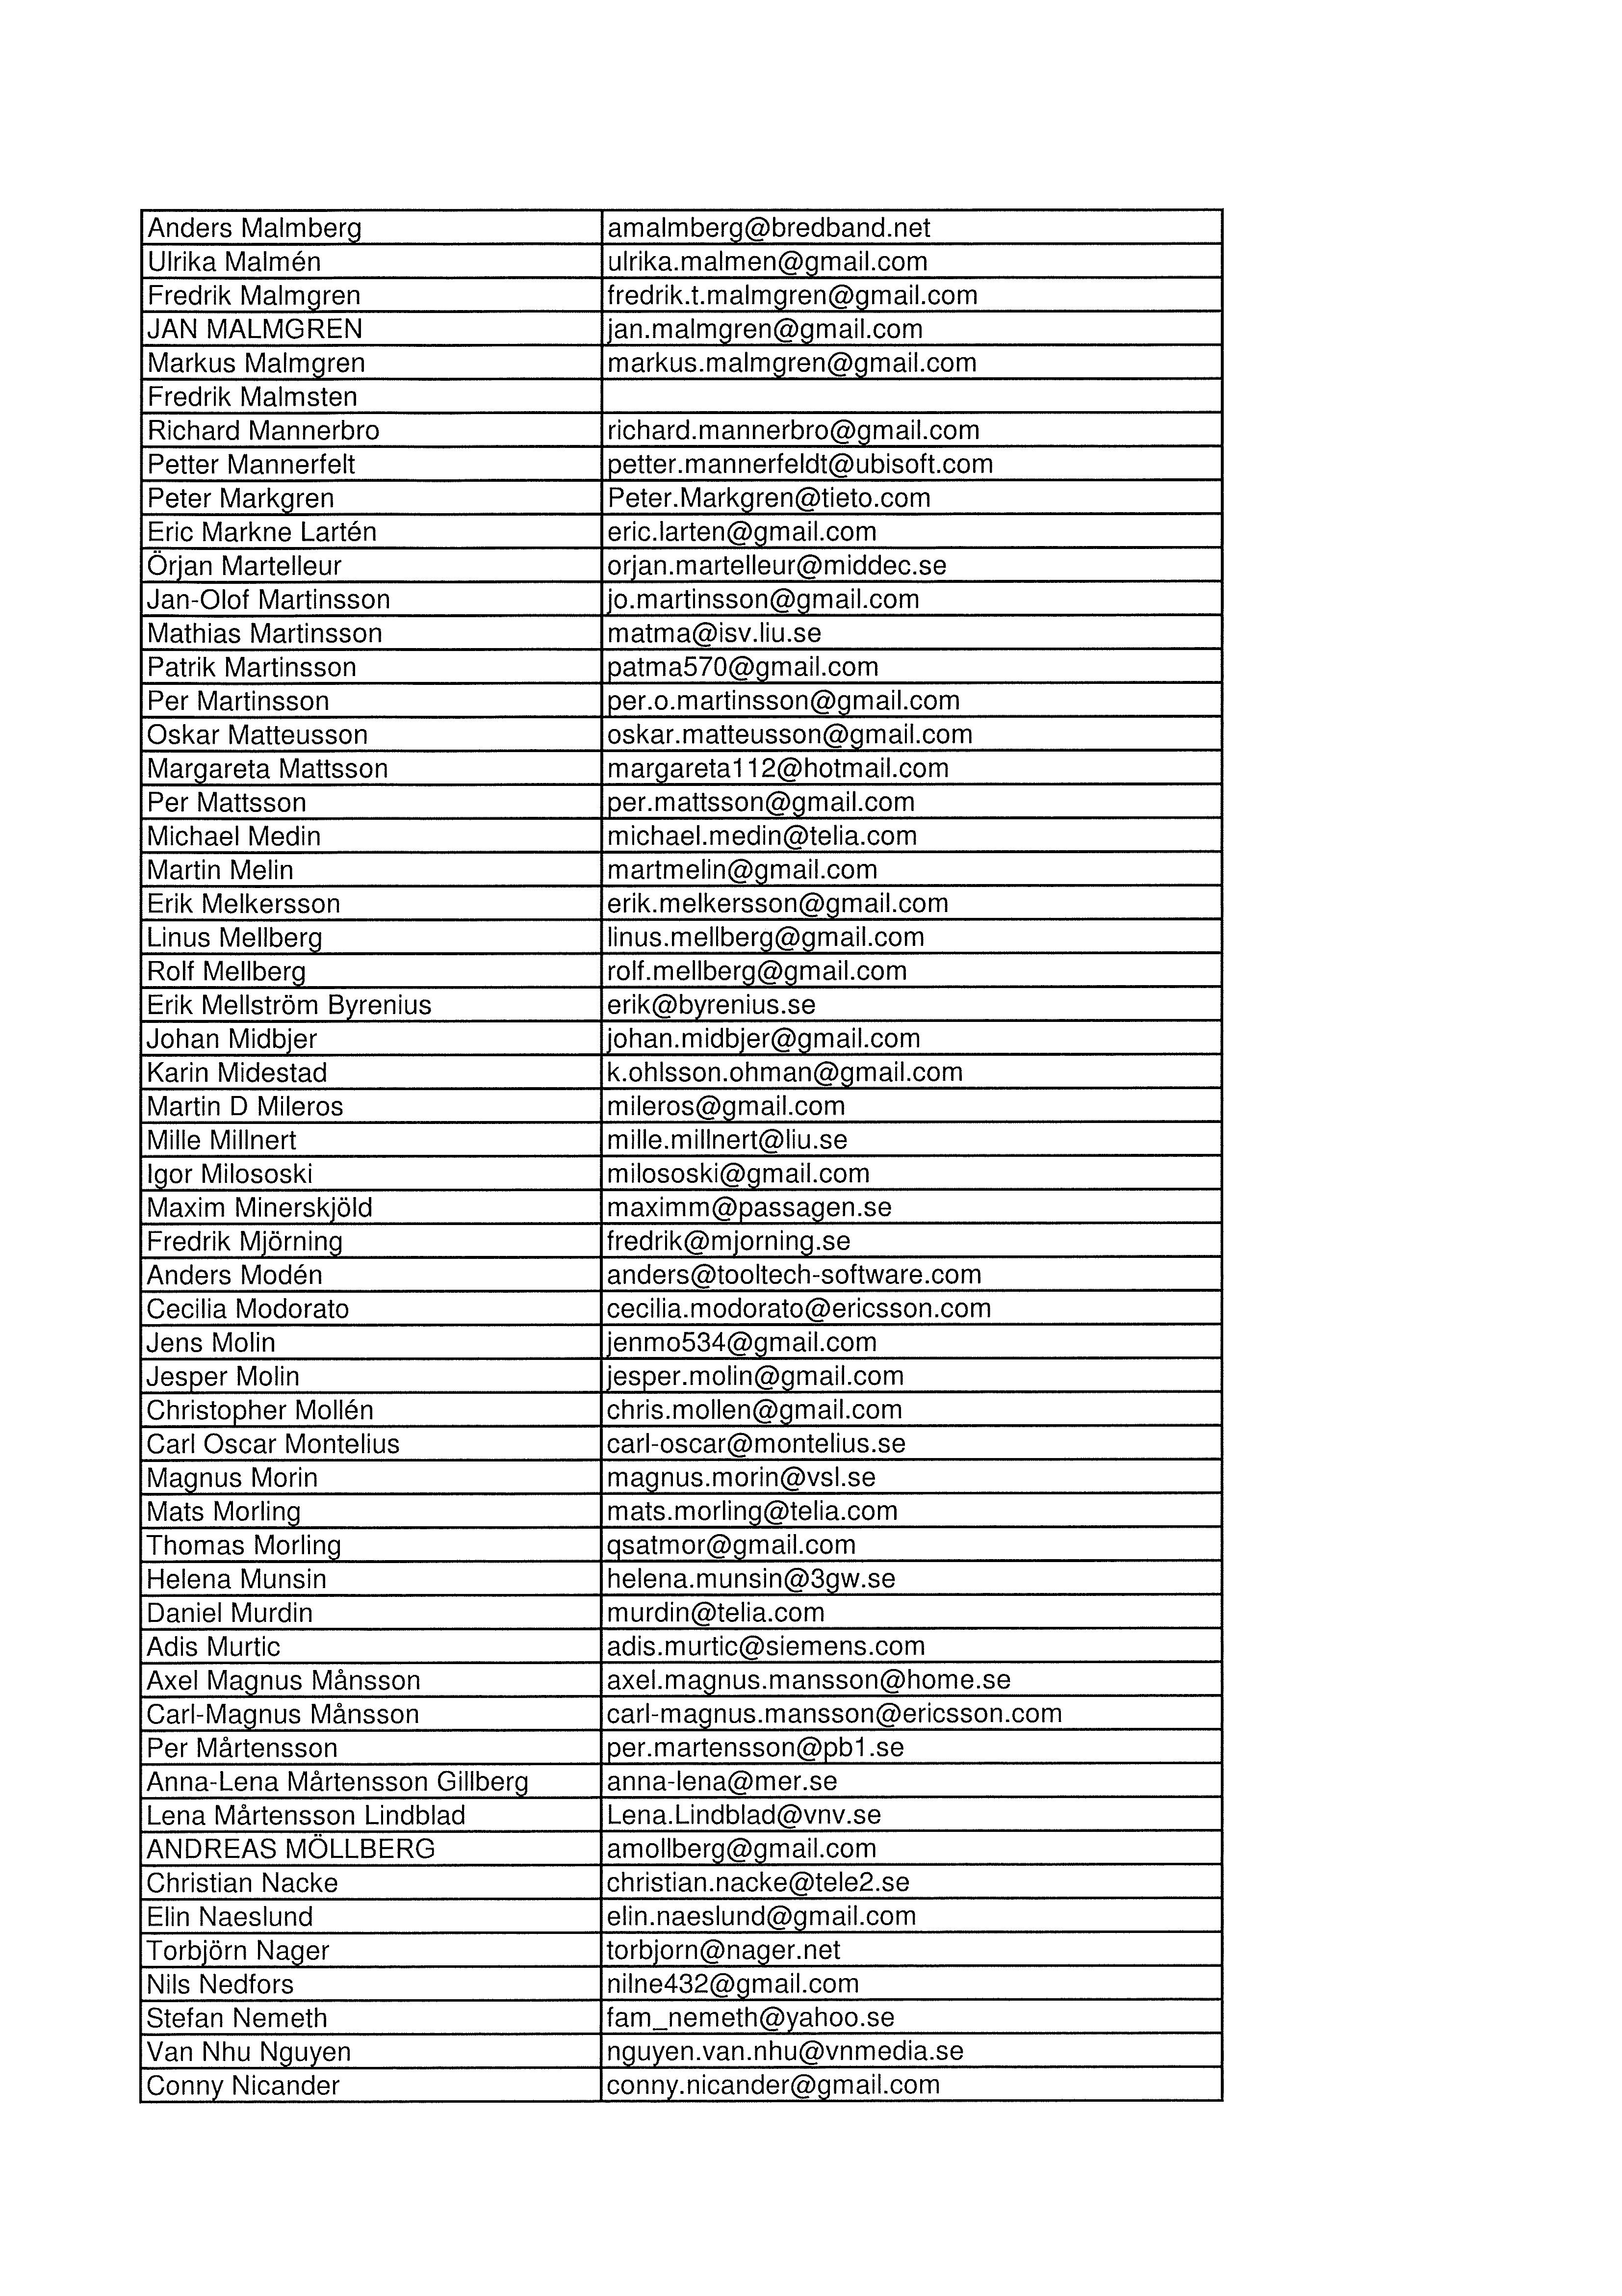 Anders Malmberg amalmberg@bredband.net
Ulrika Malmén ulrika.malmen@gmail.com
Fredrik Malmgren fredrik.t.malmgren@gmail.com
JAN MALMGREN jan.malmgren@gmail.com
Markus Malmgren markus.malmgren@gmail.com
Fredrik Malmsten
Richard Mannerbro richard.mannerbro@gmail.com
Petter Mannerfelt petter.mannerfeldt@ubisoft.com
Peter Markgren Peter.Markgren@tieto.com
Eric Markne Lartén eric.larten@gmail.com
Örjan Martelleur orjan.martelleur@middec.se
Jan-Olof Martinsson jo.martinsson@gmail.com
Mathias Martinsson matma@isv.liu.se
Patrik Martinsson patma570@gmail.com
Per Martinsson per.o.martinsson@gmail.com
Oskar Matteusson oskar.matteusson@gmail.com
Margareta Mattsson margareta112@hotmail.com
Per Mattsson per.mattsson@gmail.com
Michael Medin michael.medin@telia.com
Martin Melin martmelin@gmail.com
Erik Melkersson erik.melkersson@gmail.com
Linus Mellberg linus.mellberg@gmail.com
Rolf Mellberg rolf.mellberg@gmail.com
Erik Mellström Byrenius erik@byrenius.se
Johan Midbjer johan.midbjer@gmail.com
Karin Midestad k.ohlsson.ohman@gmail.com
Martin D Mileros mileros@gmail.com
Mille Millnert mille.millnert@liu.se
Igor Milososki milososki@gmail.com
Maxim Minerskjöld maximm@passagen.se
Fredrik Mjörning fredrik@mjorning.se
Anders Modén anders@tooltech-software.com
Cecilia Modorato cecilia.modorato@ericsson.com
Jens Molin jenmo534@gmail.com
Jesper Molin jesper.molin@gmail.com
Christopher Mollén chris.mollen@gmail.com
Carl Oscar Montelius carl-oscar@montelius.se
Magnus Morin magnus.morin@vsl.se
Mats Morling mats.morling@telia.com
Thomas Morling qsatmor@gmail.com
Helena Munsin helena.munsin@3gw.se
Daniel Murdin murdin@telia.com
Adis Murtic adis.murtic@siemens.com
Axel Magnus Månsson axel.magnus.mansson@home.se
Carl-Magnus Månsson carl-magnus.mansson@ericsson.com
Per Mårtensson per.martensson@pb1.se
Anna-Lena Mårtensson Gillberg anna-lena@mer.se
Lena Mårtensson Lindblad Lena.Lindblad@vnv.se
ANDREAS MÖLLBERG amollberg@gmail.com
Christian Nacke christian.nacke@tele2.se
Elin Naeslund elin.naeslund@gmail.com
Torbjörn Nager torbjorn@nager.net
Nils Nedfors nilne432@gmail.com
Stefan Nemeth fam_nemeth@yahoo.se
Van Nhu Nguyen nguyen.van.nhu@vnmedia.se
Conny Nicander conny.nicander@gmail.com